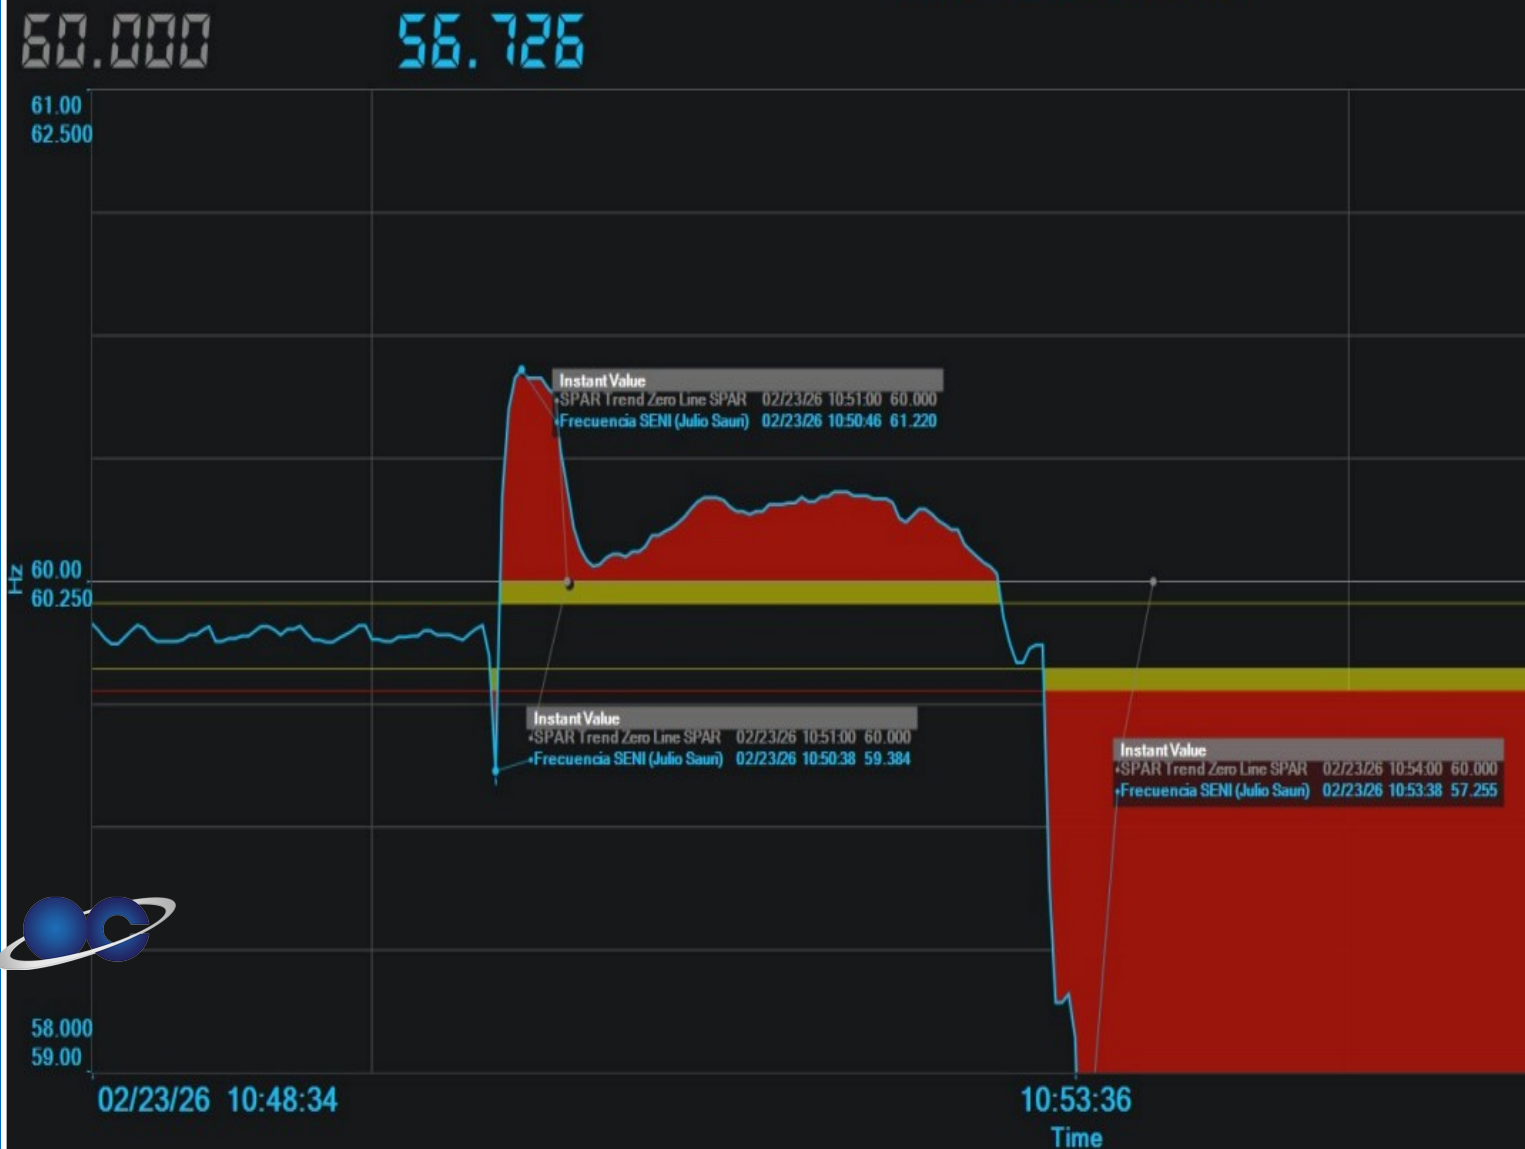 60.000 56.726
61.00
62.500
Instant Value
SPAR Trend Zero Line SPAR 02/23/26 10:51:00 60.000
Frecuencia SENI (Julio Sauri) 02/23/26 10:50:46 61.220
Hz
60.00
60.250
Instant Value
SPAR Trend Zero Line SPAR 02/23/26 10:51:00 60.000
Frecuencia SENI (Julio Sauri) 02/23/26 10:50:38 59.384
Instant Value
SPAR Trend Zero Line SPAR 02/23/26 10:54:00 60.000
Frecuencia SENI (Julio Sauri) 02/23/26 10:53:38 57.255
OC
58.000
59.00
02/23/26 10:48:34 10:53:36
Time